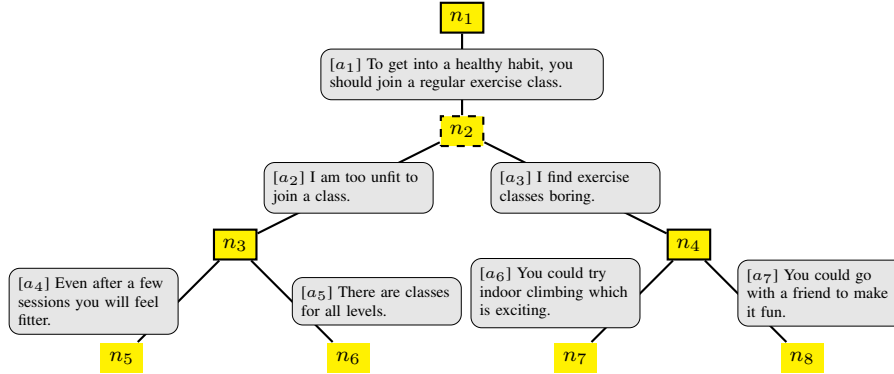 n1
[a1] To get into a healthy habit, you
should join a regular exercise class.
n2
[a2] I am too unfit to
join a class.
[a3] I find exercise
classes boring.
n3
n4
[a4] Even after a few
sessions you will feel
fitter.
[a5] There are classes
for all levels.
[a6] You could try
indoor climbing which
is exciting.
[a7] You could go
with a friend to make
it fun.
n5
n6
n7
n8